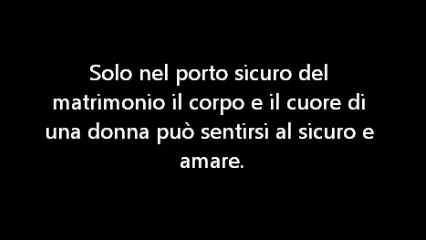 Solo nel porto sicuro del
matrimonio il corpo e il cuore di
una donna può sentirsi al sicuro e
amare.